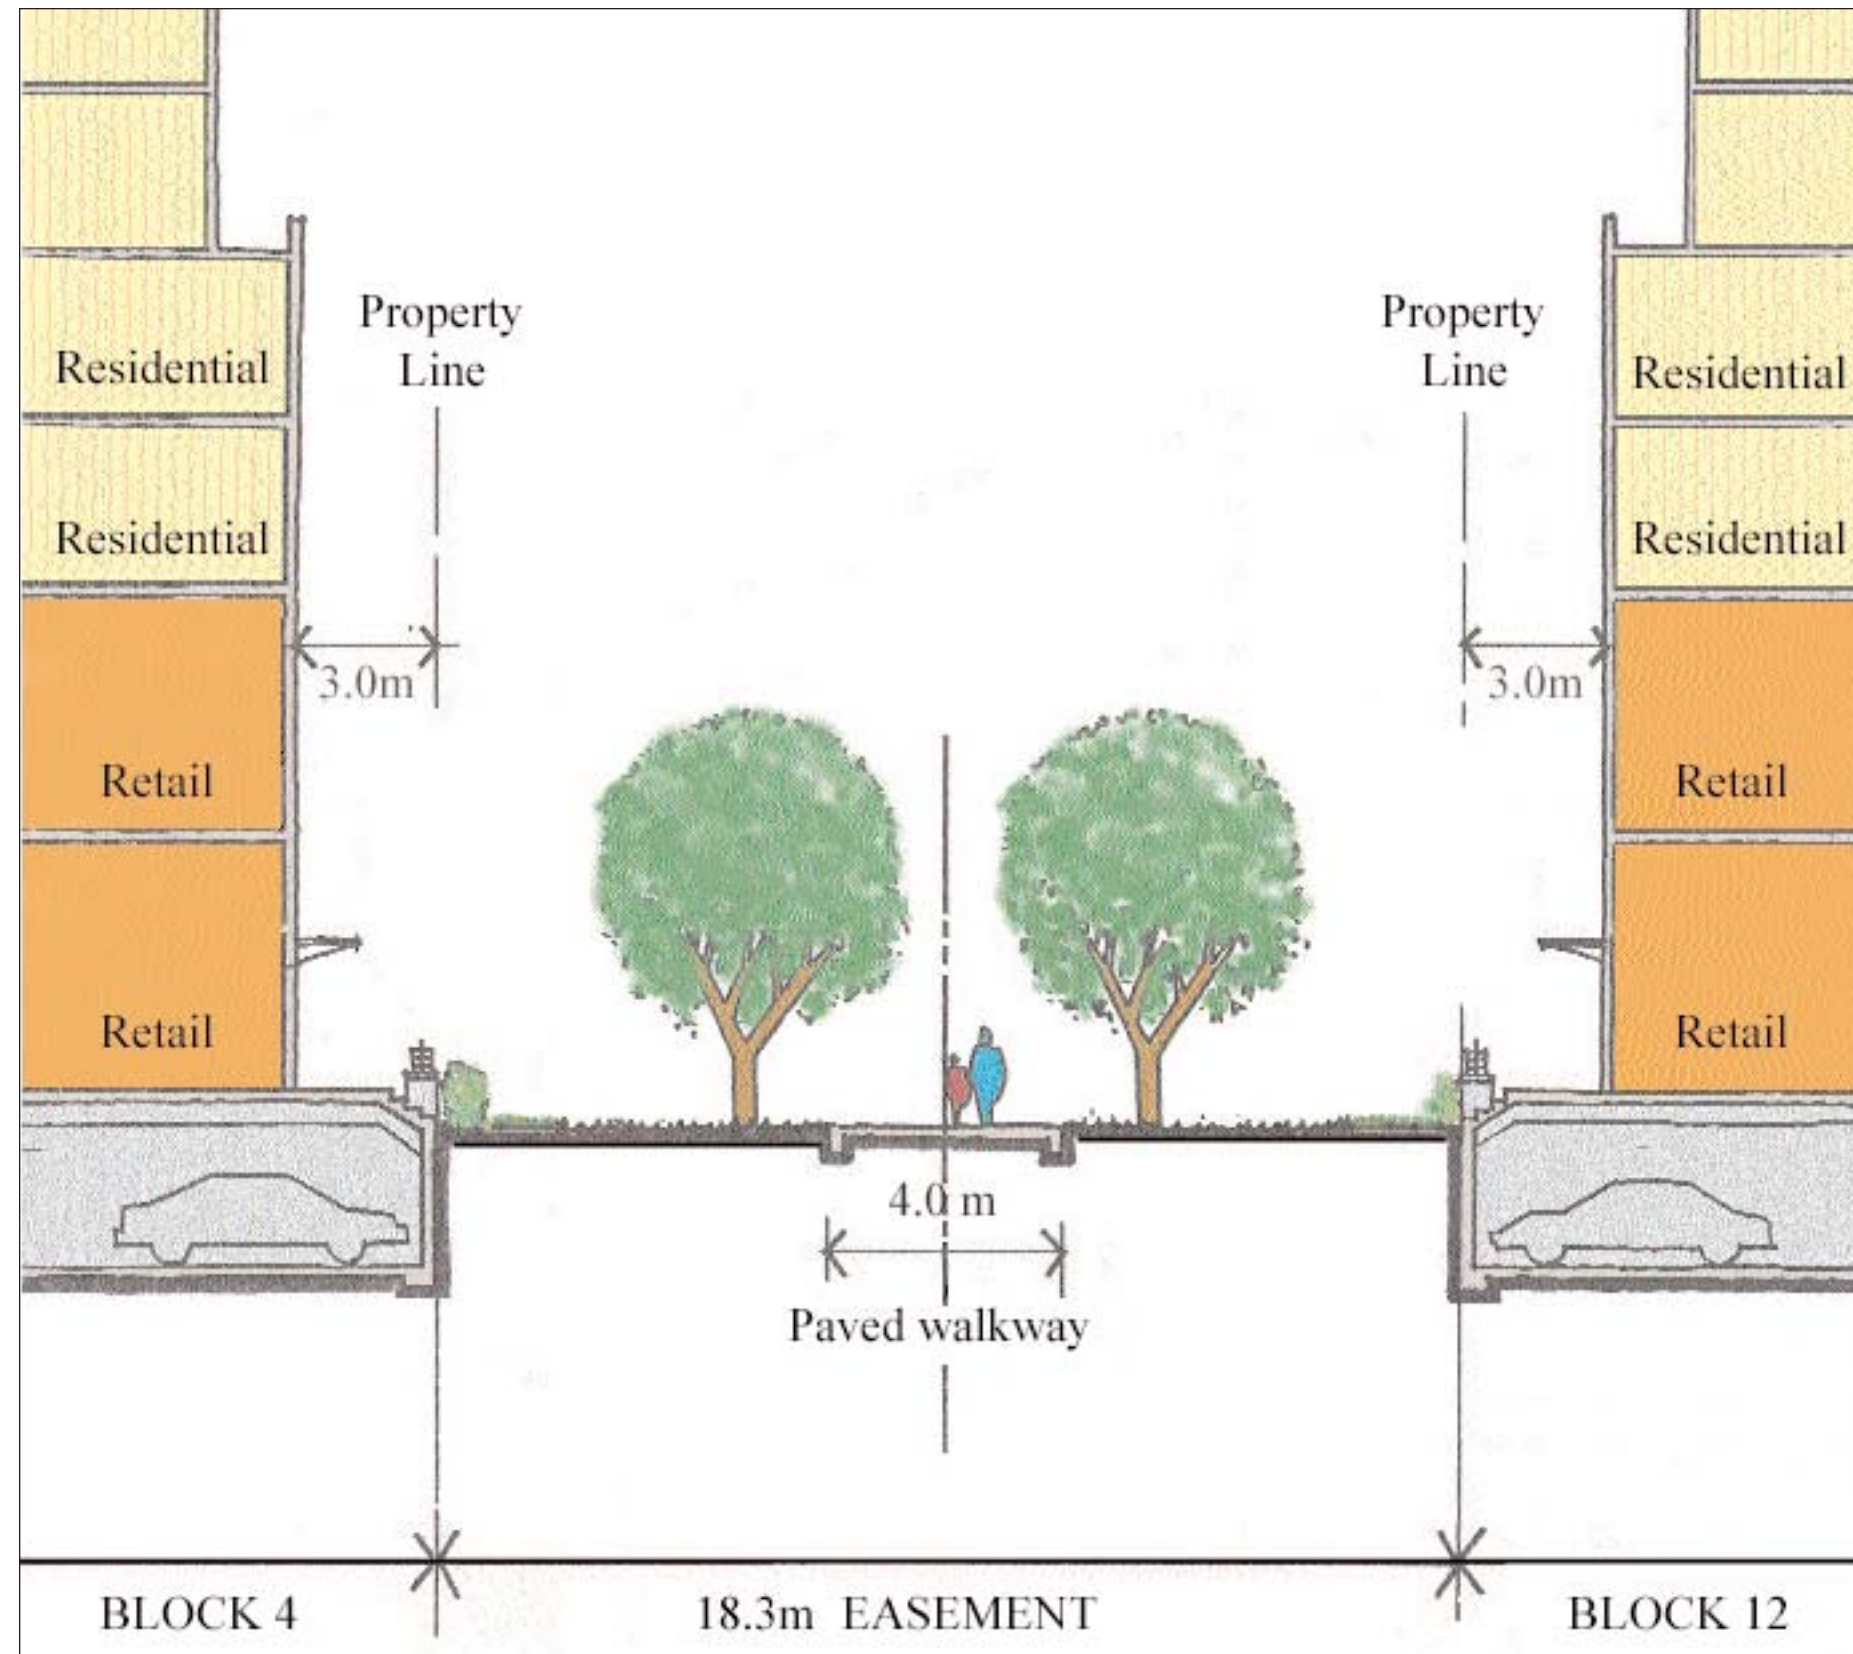 Property
Line
Property
Line
Residential
Residential
Residential
Residential
3.0m
3.0m
Retail
Retail
Retail
Retail
4.0 m
Paved walkway
BLOCK 4
18.3m EASEMENT
BLOCK 12